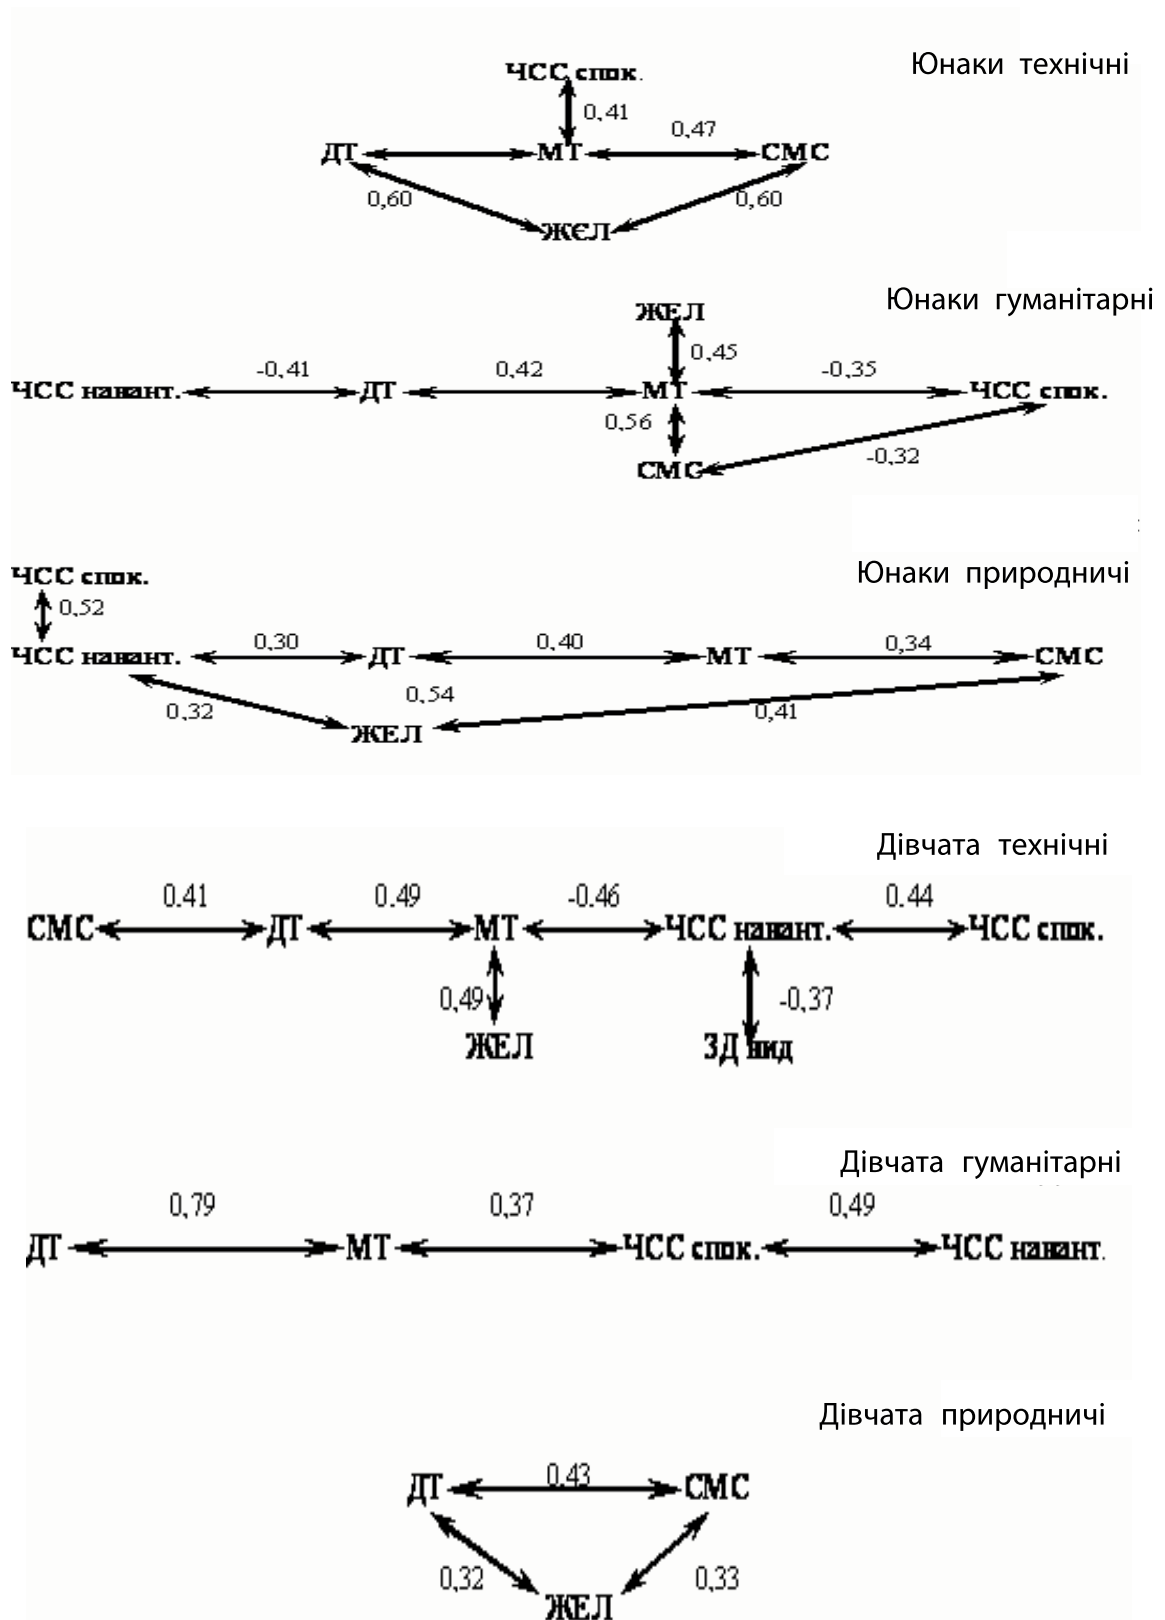 Юнаки технічні
ЧСС спок.
0,41
0,47
ДТ МТ СМС
0,60 0,60
ЖЄЛ
Юнаки гуманітарні
ЖЕЛ
0,45
-0,41 0,42 -0,35
ЧСС навант. ДТ МТ ЧСС спок.
0,56
-0,32
СМС
Юнаки природничі
ЧСС спок.
0,52
0,30 0,40 0,34
ЧСС навант. ДТ МТ СМС
0,54
0,32 0,41
ЖЕЛ
Дівчата технічні
0.41 0.49 -0.46 0.44
СМС ДТ МТ ЧСС навант. ЧСС спок.
0,49 -0,37
ЖЕЛ ЗД
Дівчата гуманітарні
0,79 0,37 0,49
ДТ МТ ЧСС спок. ЧСС навант.
Дівчата природничі
0.43
ДТ СМС
0,32 0,33
ЖЕЛ